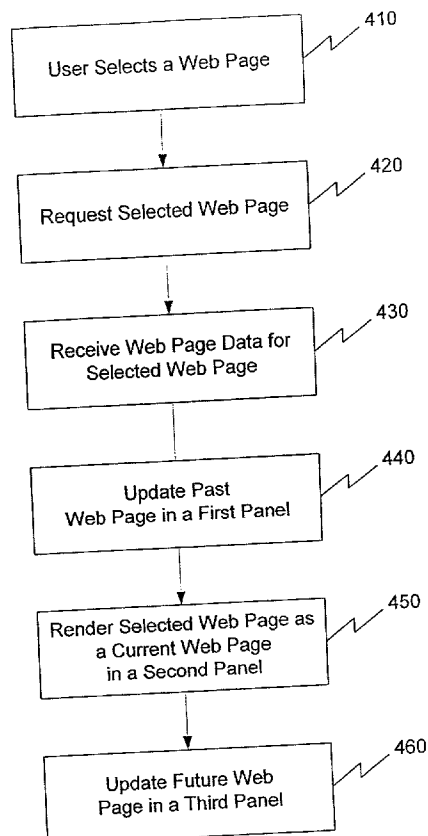 410
User Selects a Web Page
420
Request Selected Web Page
430
Receive Web Page Data for
Selected Web Page
440
Update Past
Web Page in a First Panel
450
Render Selected Web Page as
a Current Web Page
in a Second Panel
460
Update Future Web
Page in a Third Panel